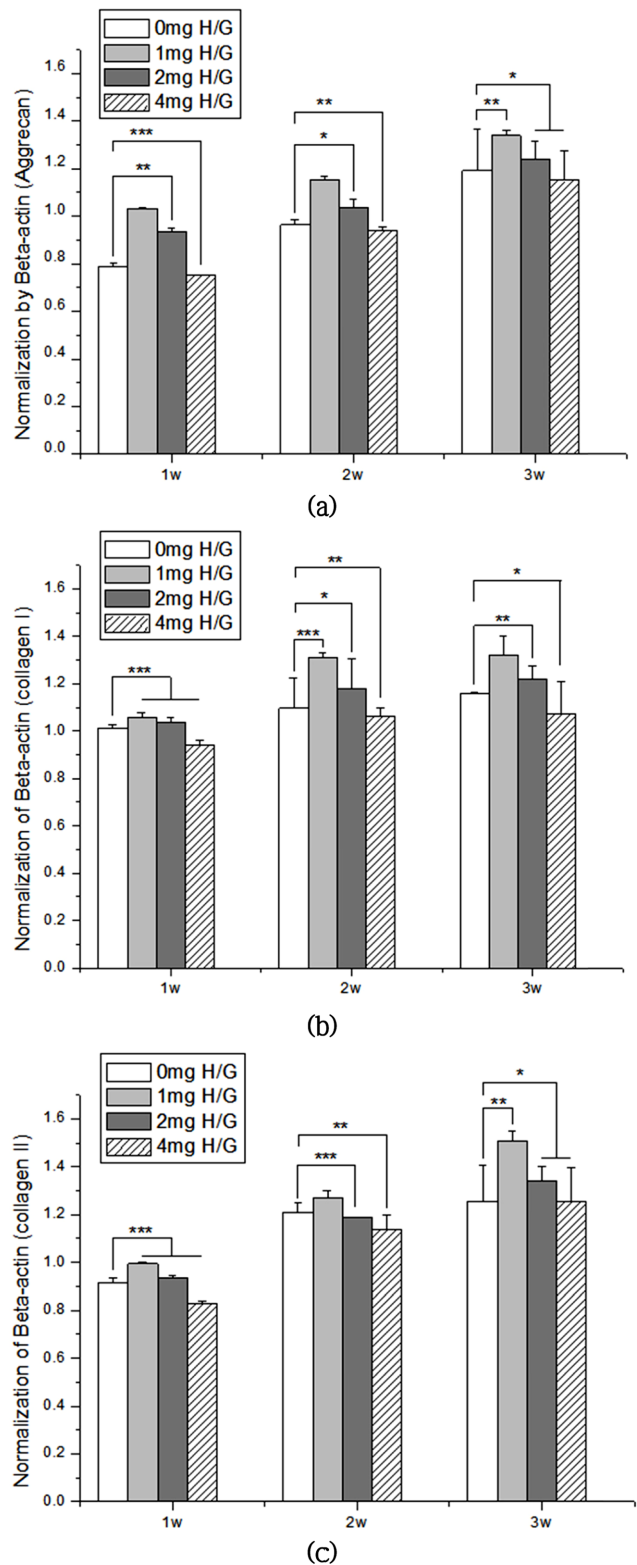 0mg H/G
1mg H/G
2mg H/G
4mg H/G
Normalization by Beta-actin (Aggrecan)
1.6
1.4
1.2
1.0
0.8
0.6
0.4
0.2
0.0
***
**
**
*
*
**
1w 2w 3w
(a)
0mg H/G
1mg H/G
2mg H/G
4mg H/G
Normalization of Beta-actin (collagen I)
1.6
1.4
1.2
1.0
0.8
0.6
0.4
0.2
0.0
***
**
*
***
*
**
1w 2w 3w
(b)
0mg H/G
1mg H/G
2mg H/G
4mg H/G
Normalization of Beta-actin (collagen II)
1.6
1.4
1.2
1.0
0.8
0.6
0.4
0.2
0.0
***
**
***
*
**
1w 2w 3w
(c)